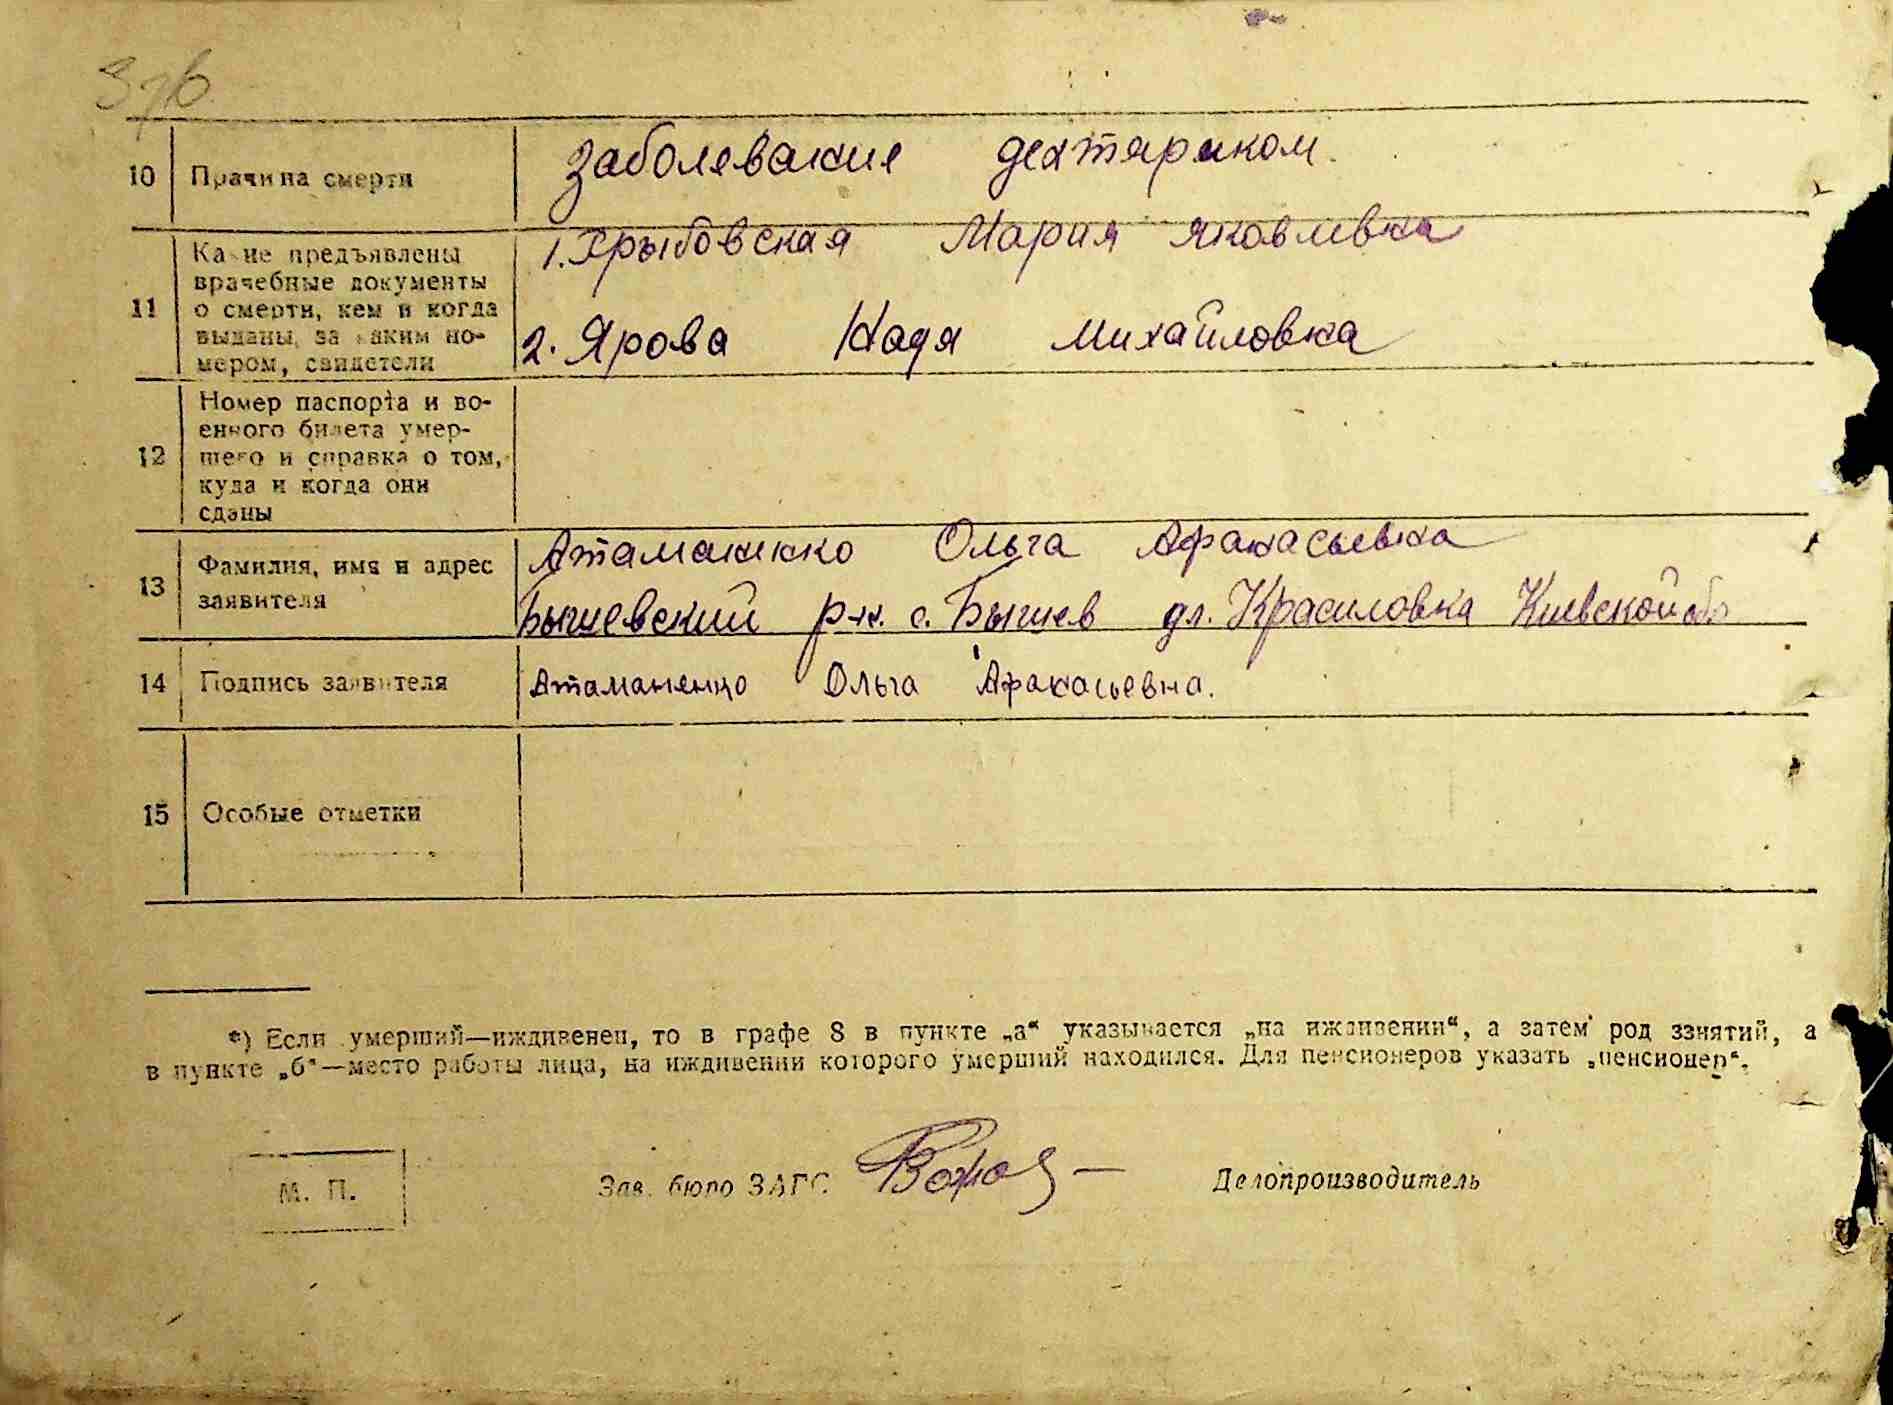 376
10 Причина смерти Заболевание дехтяриком.
11 Какие предъявлены
врачебные документы
о смерти, кем и когда
выданы, за каким но-
мером, свидетели
1. Хрыбовская Мария Яковлевна
2. Ярова Надя Михайловна
12 Номер паспорта и во-
енного билета умер-
шего и справка о том,
куда и когда они
сданы
13 Фамилия, имя и адрес
заявителя
Атаманенко Ольга Афанасьевна
Бышевский р-н. с. Бышев ул. Красиловка Киевской об
14 Подпись заявителя Атаманенко Ольга Афанасьевна.
15 Особые отметки
*) Если умерший—иждивенец, то в графе 8 в пункте „а“ указывается „на иждивении“, а затем род занятий, а
в пункте „б“—место работы лица, на иждивении которого умерший находился. Для пенсионеров указать „пенсионер“.
М. П. Зав. бюро ЗАГС Делопроизводитель